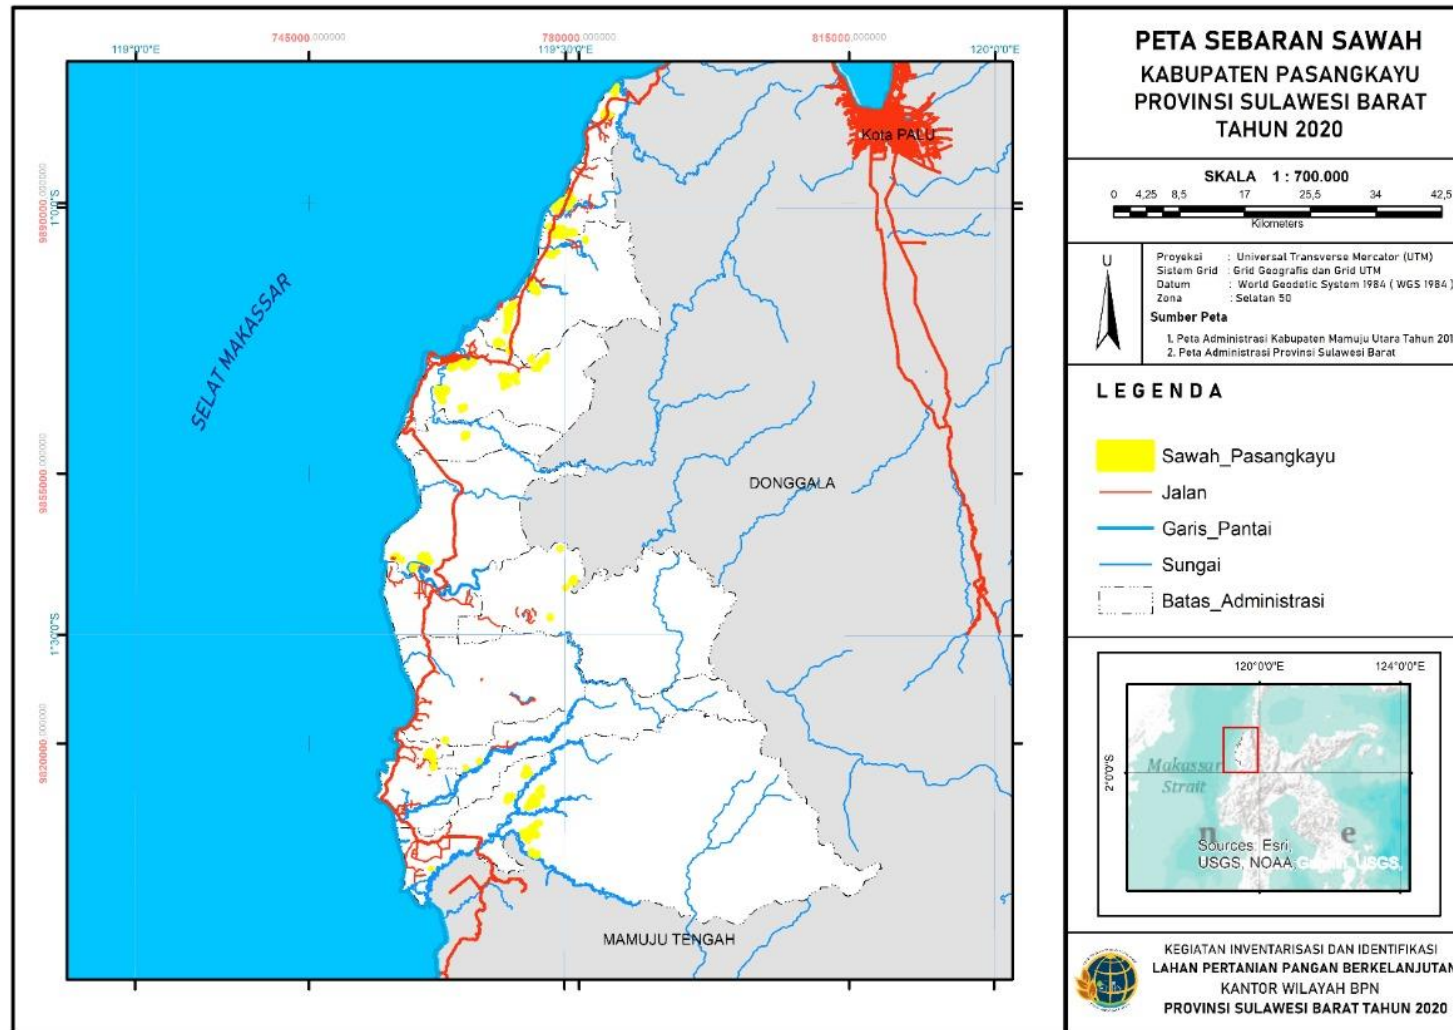 745000.000000
780000.000000
815000.000000
119°0'0"E
119°30'0"E
120°0'0"E
9890000.000000
1°0'0"S
9855000.000000
1°30'0"S
9820000.000000
SELAT MAKASSAR
Kota PALU
DONGGALA
MAMUJU TENGAH
PETA SEBARAN SAWAH
KABUPATEN PASANGKAYU
PROVINSI SULAWESI BARAT
TAHUN 2020
SKALA 1 : 700.000
0 4,25 8,5 17 25,5 34 42,5
Kilometers
U
Proyeksi : Universal Transverse Mercator (UTM)
Sistem Grid : Grid Geografis dan Grid UTM
Datum : World Geodetic System 1984 ( WGS 1984 )
Zona : Selatan 50
Sumber Peta
1. Peta Administrasi Kabupaten Mamuju Utara Tahun 201
2. Peta Administrasi Provinsi Sulawesi Barat
LEGENDA
Sawah_Pasangkayu
Jalan
Garis_Pantai
Sungai
Batas_Administrasi
120°0'0"E
124°0'0"E
2°0'0"S
Makassar
Strait
n e
Sources: Esri,
USGS, NOAA, Garmin, USGS,
KEGIATAN INVENTARISASI DAN IDENTIFIKASI
LAHAN PERTANIAN PANGAN BERKELANJUTAN
KANTOR WILAYAH BPN
PROVINSI SULAWESI BARAT TAHUN 2020